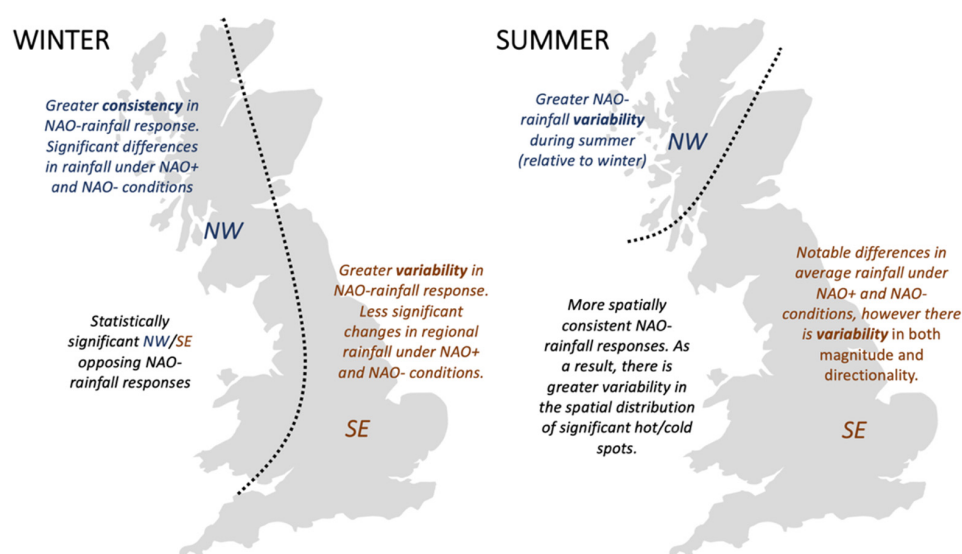 WINTER
Greater consistency in
NAO-rainfall response.
Significant differences
in rainfall under NAO+
and NAO- conditions
NW
Greater variability in
NAO-rainfall response.
Less significant
changes in regional
rainfall under NAO+
and NAO- conditions.
Statistically
significant NW/SE
opposing NAO-
rainfall responses
SE
SUMMER
Greater NAO-
rainfall variability
during summer
(relative to winter)
NW
Notable differences in
average rainfall under
NAO+ and NAO-
conditions, however there
is variability in both
magnitude and
directionality.
More spatially
consistent NAO-
rainfall responses. As
a result, there is
greater variability in
the spatial distribution
of significant hot/cold
spots.
SE